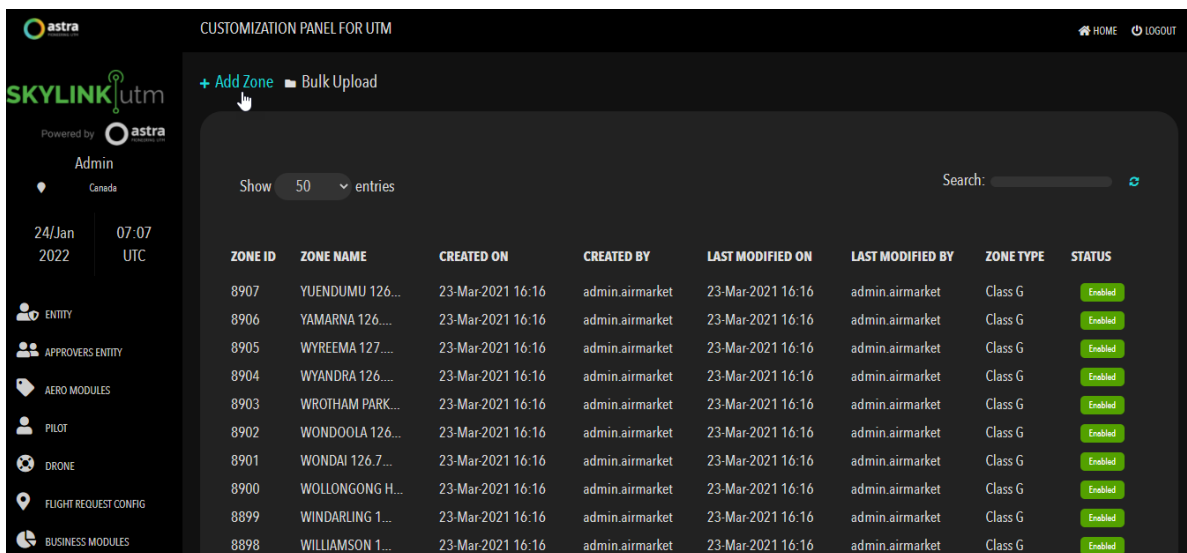 astra
CUSTOMIZATION PANEL FOR UTM
HOME
LOGOUT
SKYLINK utm
Powered by astra
Admin
Canada
24/Jan 2022
07:07 UTC
ENTITY
APPROVERS ENTITY
AERO MODULES
PILOT
DRONE
FLIGHT REQUEST CONFIG
BUSINESS MODULES
+ Add Zone
Bulk Upload
Show 50 entries
Search:
ZONE ID ZONE NAME CREATED ON CREATED BY LAST MODIFIED ON LAST MODIFIED BY ZONE TYPE STATUS
8907 YUENDUMU 126... 23-Mar-2021 16:16 admin.airmarket 23-Mar-2021 16:16 admin.airmarket Class G Enabled
8906 YAMARNA 126.... 23-Mar-2021 16:16 admin.airmarket 23-Mar-2021 16:16 admin.airmarket Class G Enabled
8905 WYREEMA 127.... 23-Mar-2021 16:16 admin.airmarket 23-Mar-2021 16:16 admin.airmarket Class G Enabled
8904 WYANDRA 126.... 23-Mar-2021 16:16 admin.airmarket 23-Mar-2021 16:16 admin.airmarket Class G Enabled
8903 WROTHAM PARK... 23-Mar-2021 16:16 admin.airmarket 23-Mar-2021 16:16 admin.airmarket Class G Enabled
8902 WONDOOLA 126... 23-Mar-2021 16:16 admin.airmarket 23-Mar-2021 16:16 admin.airmarket Class G Enabled
8901 WONDAI 126.7... 23-Mar-2021 16:16 admin.airmarket 23-Mar-2021 16:16 admin.airmarket Class G Enabled
8900 WOLLONGONG H... 23-Mar-2021 16:16 admin.airmarket 23-Mar-2021 16:16 admin.airmarket Class G Enabled
8899 WINDARLING 1... 23-Mar-2021 16:16 admin.airmarket 23-Mar-2021 16:16 admin.airmarket Class G Enabled
8898 WILLIAMSON 1... 23-Mar-2021 16:16 admin.airmarket 23-Mar-2021 16:16 admin.airmarket Class G Enabled